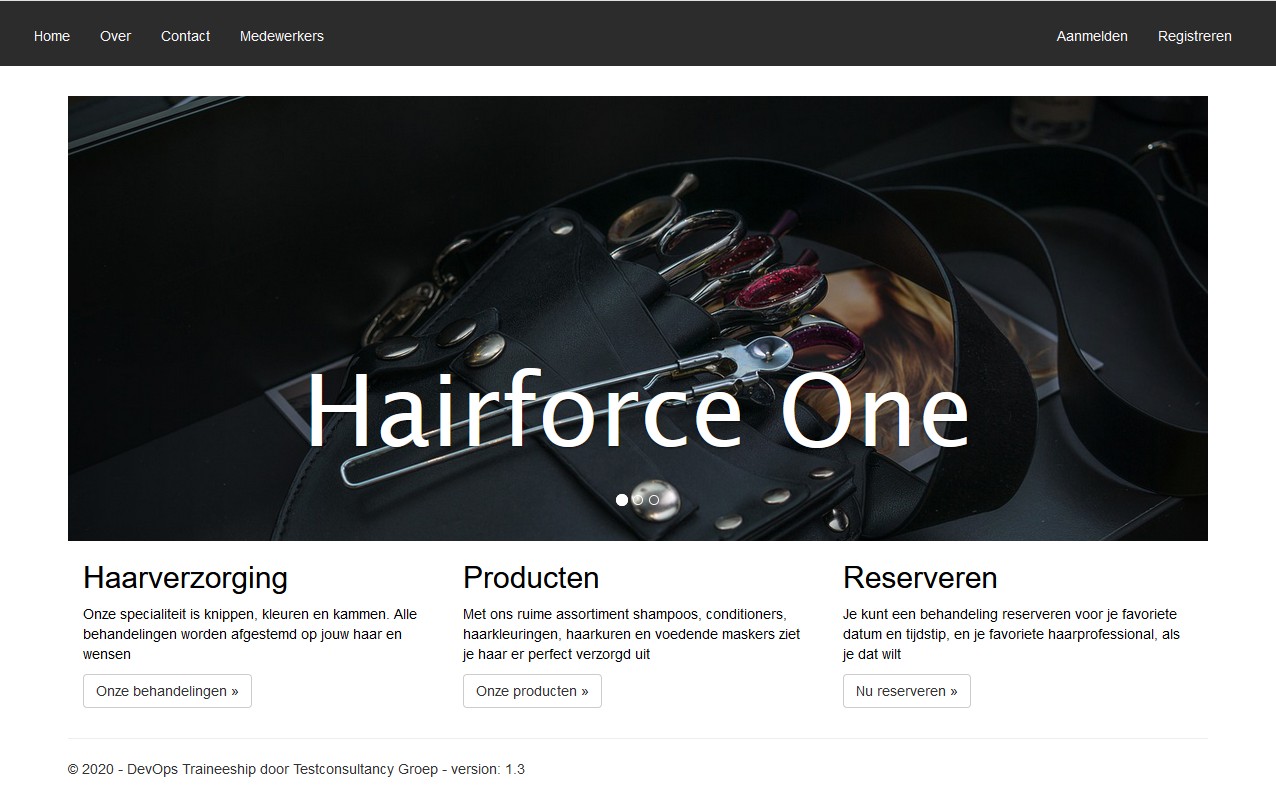 Home Over Contact Medewerkers Aanmelden Registreren
Hairforce One
Haarverzorging
Onze specialiteit is knippen, kleuren en kammen. Alle
behandelingen worden afgestemd op jouw haar en
wensen
Onze behandelingen »
Producten
Met ons ruime assortiment shampoos, conditioners,
haarkleuringen, haarkuren en voedende maskers ziet
je haar er perfect verzorgd uit
Onze producten »
Reserveren
Je kunt een behandeling reserveren voor je favoriete
datum en tijdstip, en je favoriete haarprofessional, als
je dat wilt
Nu reserveren »
© 2020 - DevOps Traineeship door Testconsultancy Groep - version: 1.3